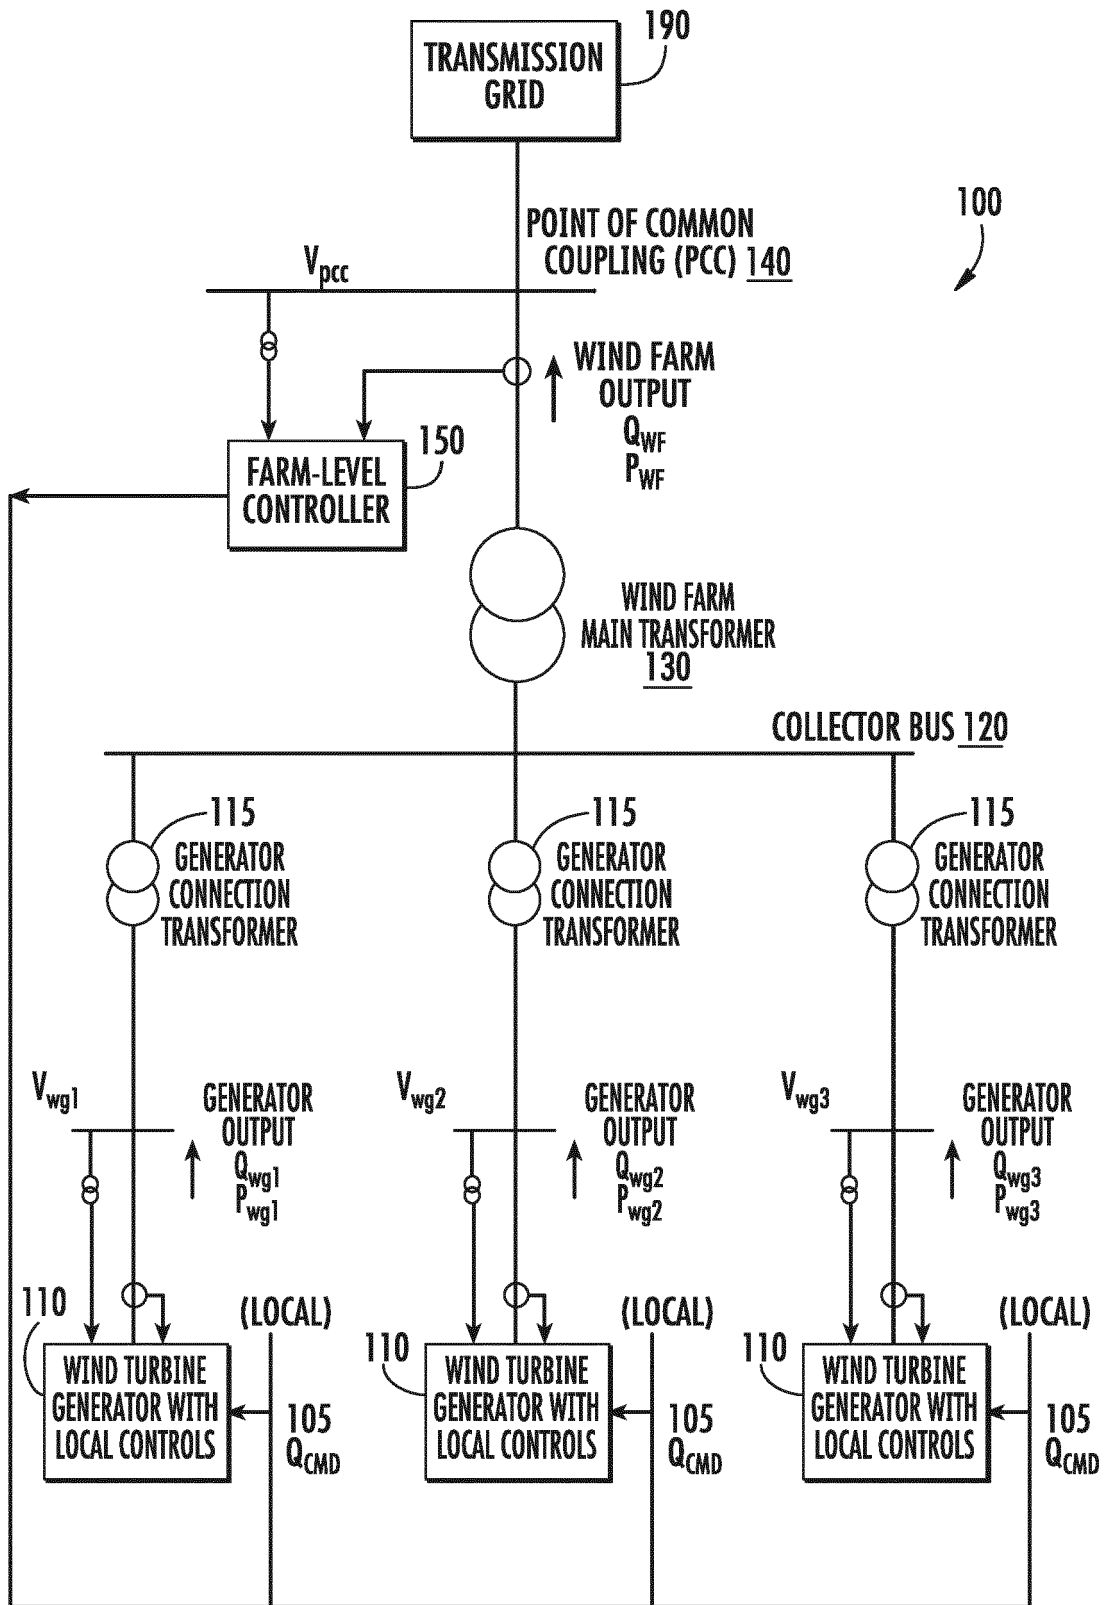 190
TRANSMISSION
GRID
100
POINT OF COMMON
COUPLING (PCC) 140
Vpcc
WIND FARM
OUTPUT
QWF
PWF
150
FARM-LEVEL
CONTROLLER
WIND FARM
MAIN TRANSFORMER
130
COLLECTOR BUS 120
115
GENERATOR
CONNECTION
TRANSFORMER
115
GENERATOR
CONNECTION
TRANSFORMER
115
GENERATOR
CONNECTION
TRANSFORMER
Vwg1
GENERATOR
OUTPUT
Qwg1
Pwg1
Vwg2
GENERATOR
OUTPUT
Qwg2
Pwg2
Vwg3
GENERATOR
OUTPUT
Qwg3
Pwg3
110
(LOCAL)
WIND TURBINE
GENERATOR WITH
LOCAL CONTROLS
105
QCMD
110
(LOCAL)
WIND TURBINE
GENERATOR WITH
LOCAL CONTROLS
105
QCMD
110
(LOCAL)
WIND TURBINE
GENERATOR WITH
LOCAL CONTROLS
105
QCMD